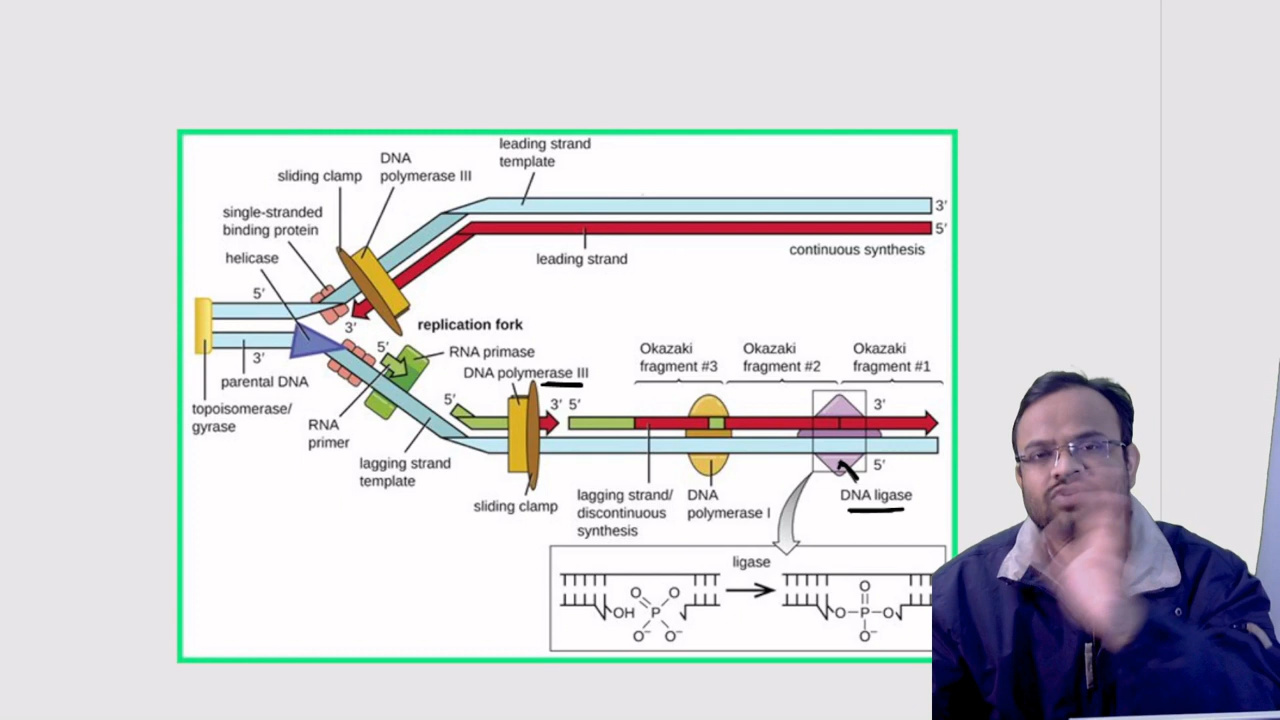 leading strand
template
DNA
polymerase III
sliding clamp
single-stranded
binding protein
helicase
3′
5′
continuous synthesis
leading strand
5′
3′
replication fork
5′
RNA primase
DNA polymerase III
3′
parental DNA
topoisomerase/
gyrase
RNA
primer
lagging strand
template
5′
3′ 5′
sliding clamp
Okazaki
fragment #3
Okazaki
fragment #2
Okazaki
fragment #1
3′
5′
lagging strand/
discontinuous
synthesis
DNA
polymerase I
DNA ligase
ligase
OH
O O
P
O⁻ O⁻
O
O–P–O
O⁻